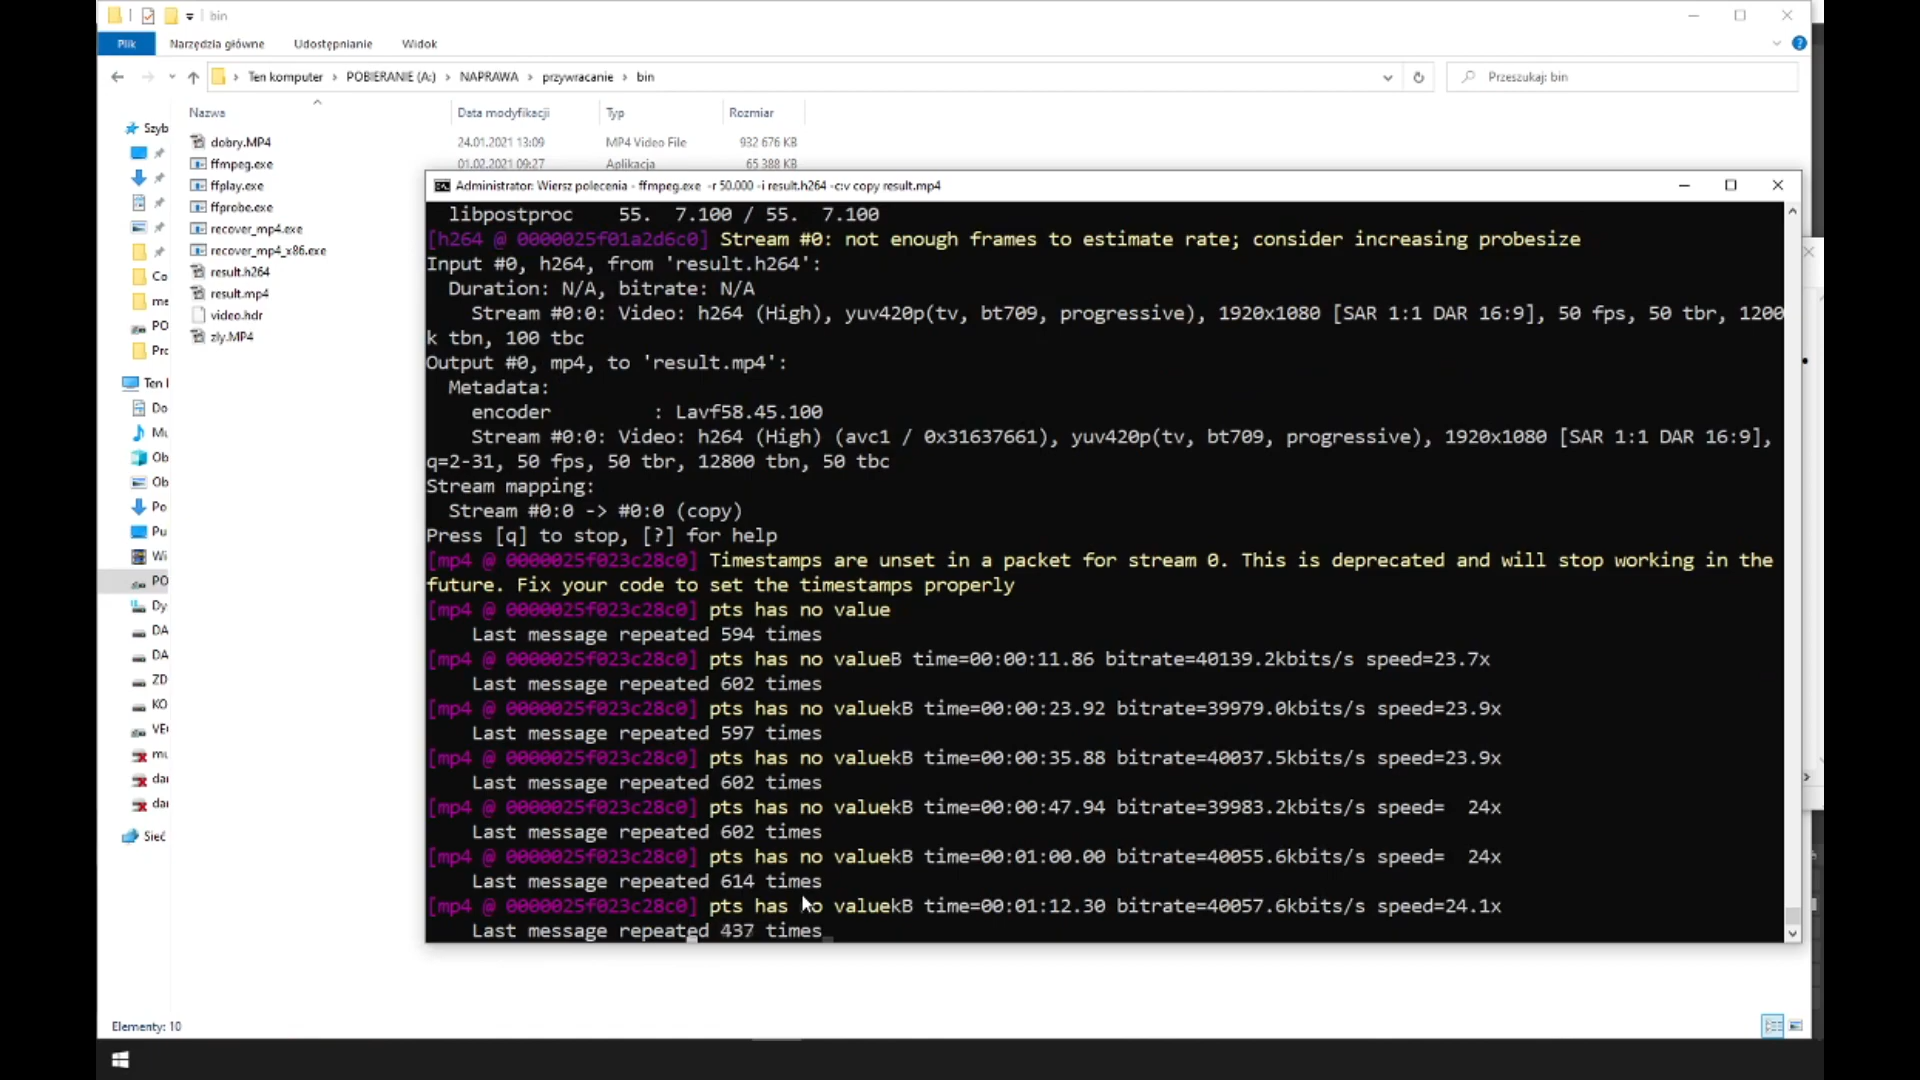 bin
Plik Narzędzia główne Udostępnianie Widok
Ten komputer POBIERANIE (A:) NAPRAWA przywracanie bin
Przeszukaj: bin
Nazwa Data modyfikacji Typ Rozmiar
dobry.MP4 24.01.2021 13:09 MP4 Video File 932 676 KB
ffmpeg.exe 01.02.2021 09:27 Aplikacja 65 388 KB
ffplay.exe
ffprobe.exe
recover_mp4.exe
recover_mp4_x86.exe
result.h264
result.mp4
video.hdr
zly.MP4
Szyb
Co
me
PO
Prc
Ten
Do
Mu
Ob
Ob
Po
Pu
Wi
PO
Dy
DA
DA
ZD
KO
VE
mu
dar
dar
Sieć
Administrator: Wiersz polecenia - ffmpeg.exe -r 50.000 -i result.h264 -c:v copy result.mp4
libpostproc 55. 7.100 / 55. 7.100
[h264 @ 0000025f01a2d6c0] Stream #0: not enough frames to estimate rate; consider increasing probesize
Input #0, h264, from 'result.h264':
Duration: N/A, bitrate: N/A
Stream #0:0: Video: h264 (High), yuv420p(tv, bt709, progressive), 1920x1080 [SAR 1:1 DAR 16:9], 50 fps, 50 tbr, 1200
k tbn, 100 tbc
Output #0, mp4, to 'result.mp4':
Metadata:
encoder : Lavf58.45.100
Stream #0:0: Video: h264 (High) (avc1 / 0x31637661), yuv420p(tv, bt709, progressive), 1920x1080 [SAR 1:1 DAR 16:9],
q=2-31, 50 fps, 50 tbr, 12800 tbn, 50 tbc
Stream mapping:
Stream #0:0 -> #0:0 (copy)
Press [q] to stop, [?] for help
[mp4 @ 0000025f023c28c0] Timestamps are unset in a packet for stream 0. This is deprecated and will stop working in the
future. Fix your code to set the timestamps properly
[mp4 @ 0000025f023c28c0] pts has no value
Last message repeated 594 times
[mp4 @ 0000025f023c28c0] pts has no valueB time=00:00:11.86 bitrate=40139.2kbits/s speed=23.7x
Last message repeated 602 times
[mp4 @ 0000025f023c28c0] pts has no valuekB time=00:00:23.92 bitrate=39979.0kbits/s speed=23.9x
Last message repeated 597 times
[mp4 @ 0000025f023c28c0] pts has no valuekB time=00:00:35.88 bitrate=40037.5kbits/s speed=23.9x
Last message repeated 602 times
[mp4 @ 0000025f023c28c0] pts has no valuekB time=00:00:47.94 bitrate=39983.2kbits/s speed= 24x
Last message repeated 602 times
[mp4 @ 0000025f023c28c0] pts has no valuekB time=00:01:00.00 bitrate=40055.6kbits/s speed= 24x
Last message repeated 614 times
[mp4 @ 0000025f023c28c0] pts has no valuekB time=00:01:12.30 bitrate=40057.6kbits/s speed=24.1x
Last message repeated 437 times
Elementy: 10